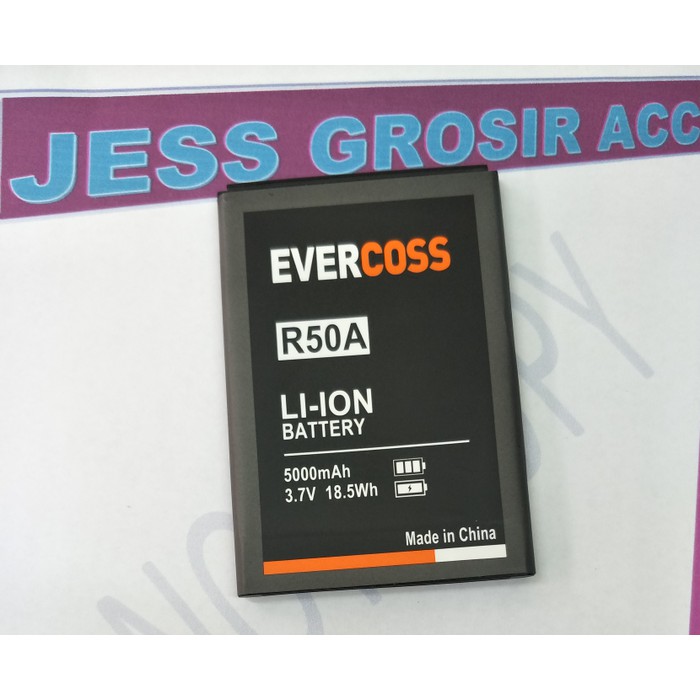 JESS GROSIR ACC
EVERCOSS
R50A
LI-ION
BATTERY
5000mAh
3.7V 18.5Wh
Made in China